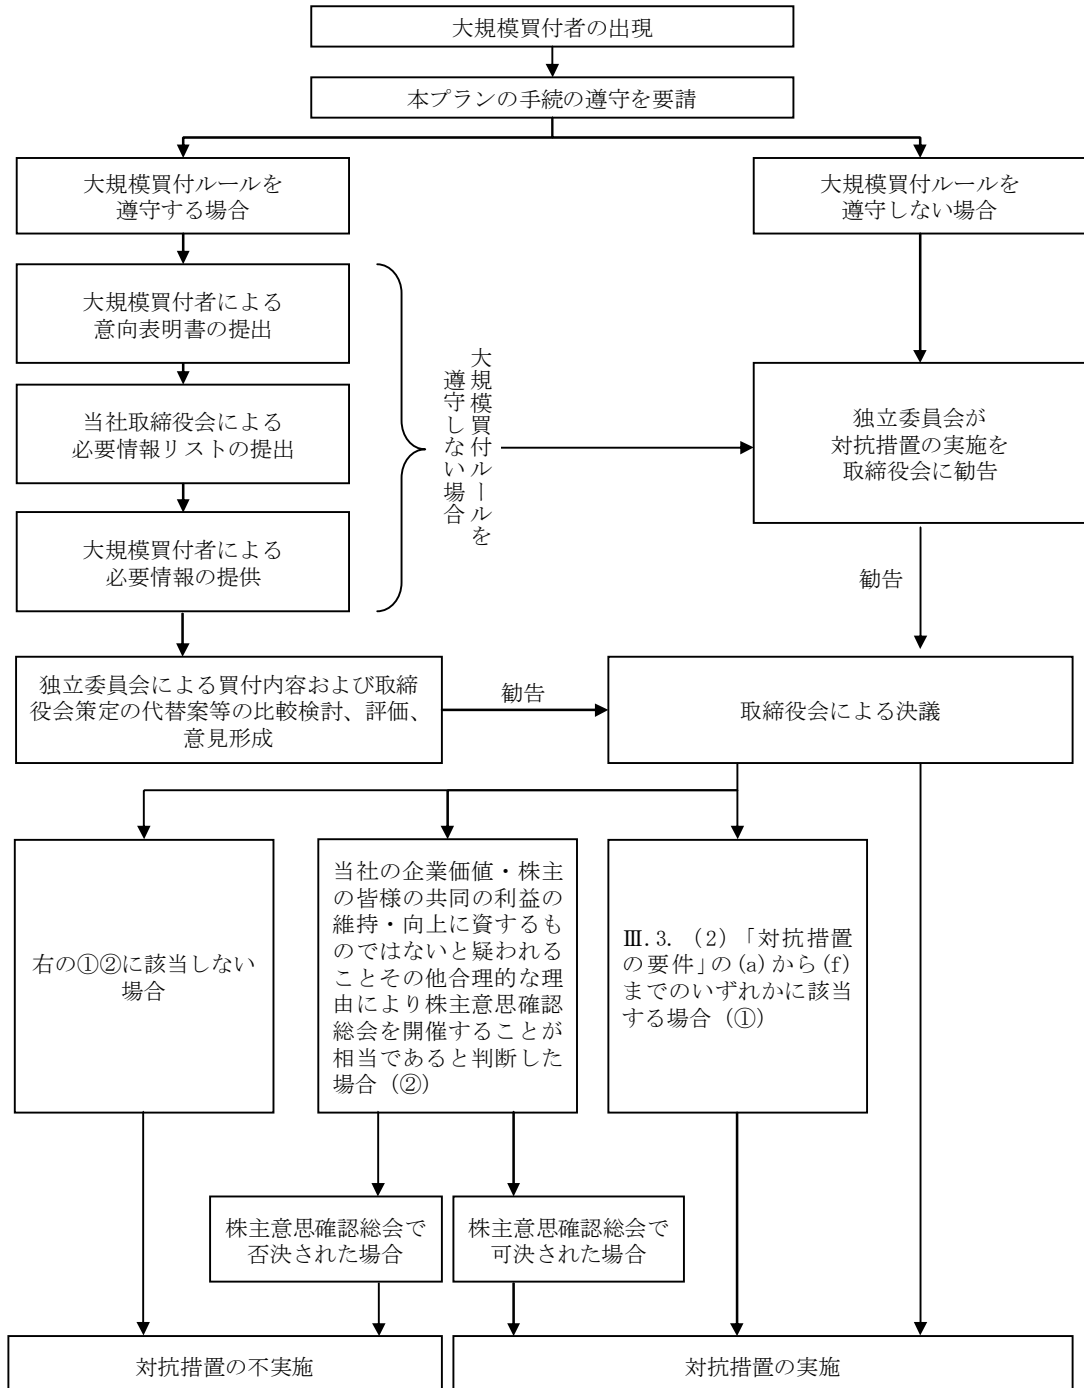 大規模買付者の出現
本プランの手続の遵守を要請
大規模買付ルールを
遵守する場合
大規模買付ルールを
遵守しない場合
大規模買付者による
意向表明書の提出
当社取締役会による
必要情報リストの提出
大規模買付者による
必要情報の提供
大規模買付ルールを
遵守しない場合
独立委員会が
対抗措置の実施を
取締役会に勧告
勧告
独立委員会による買付内容および取締
役会策定の代替案等の比較検討、評価、
意見形成
勧告
取締役会による決議
右の①②に該当しない
場合
当社の企業価値・株主
の皆様の共同の利益の
維持・向上に資するも
のではないと疑われる
ことその他合理的な理
由により株主意思確認
総会を開催することが
相当であると判断した
場合（②）
Ⅲ.3.（2）「対抗措置
の要件」の(a)から(f)
までのいずれかに該当
する場合（①）
株主意思確認総会で
否決された場合
株主意思確認総会で
可決された場合
対抗措置の不実施
対抗措置の実施